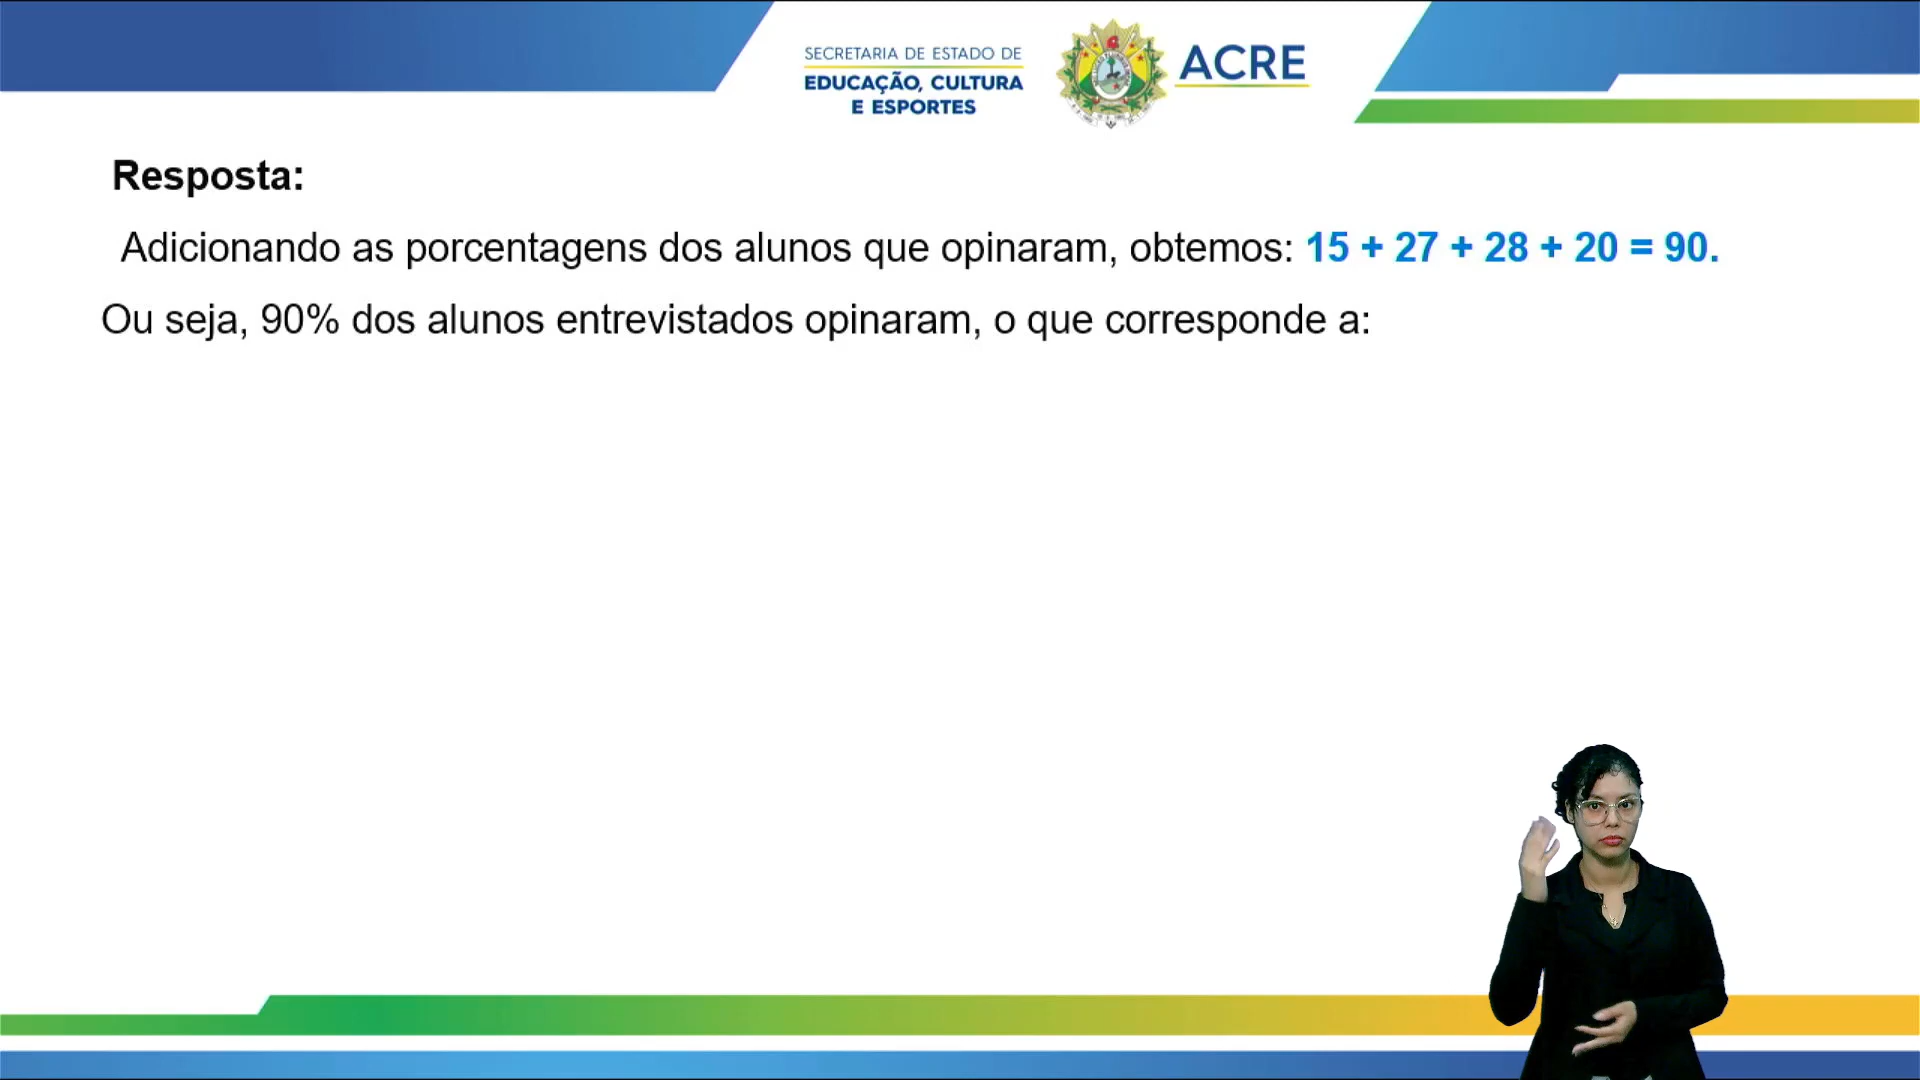 SECRETARIA DE ESTADO DE
EDUCAÇÃO, CULTURA
E ESPORTES
ACRE
Resposta:
Adicionando as porcentagens dos alunos que opinaram, obtemos: 15 + 27 + 28 + 20 = 90.
Ou seja, 90% dos alunos entrevistados opinaram, o que corresponde a: